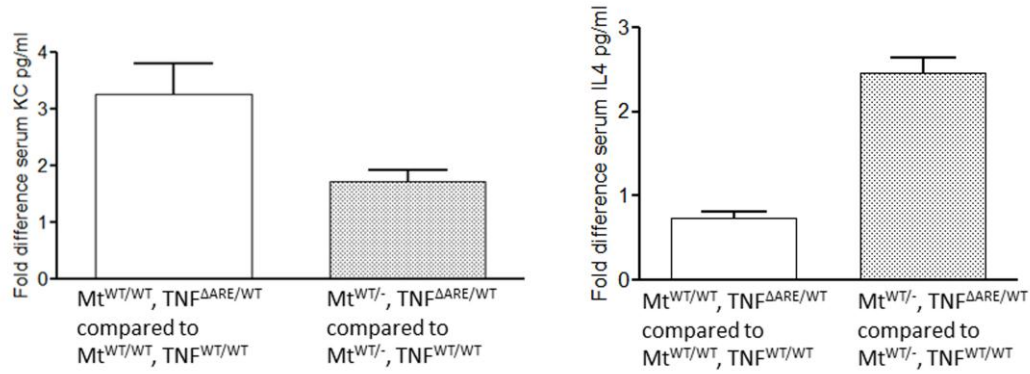 Fold difference serum KC pg/ml
4
3
2
1
0
Mt^WT/WT, TNF^ΔARE/WT
compared to
Mt^WT/WT, TNF^WT/WT
Mt^WT/-, TNF^ΔARE/WT
compared to
Mt^WT/-, TNF^WT/WT
Fold difference serum IL4 pg/ml
3
2
1
0
Mt^WT/WT, TNF^ΔARE/WT
compared to
Mt^WT/WT, TNF^WT/WT
Mt^WT/-, TNF^ΔARE/WT
compared to
Mt^WT/-, TNF^WT/WT